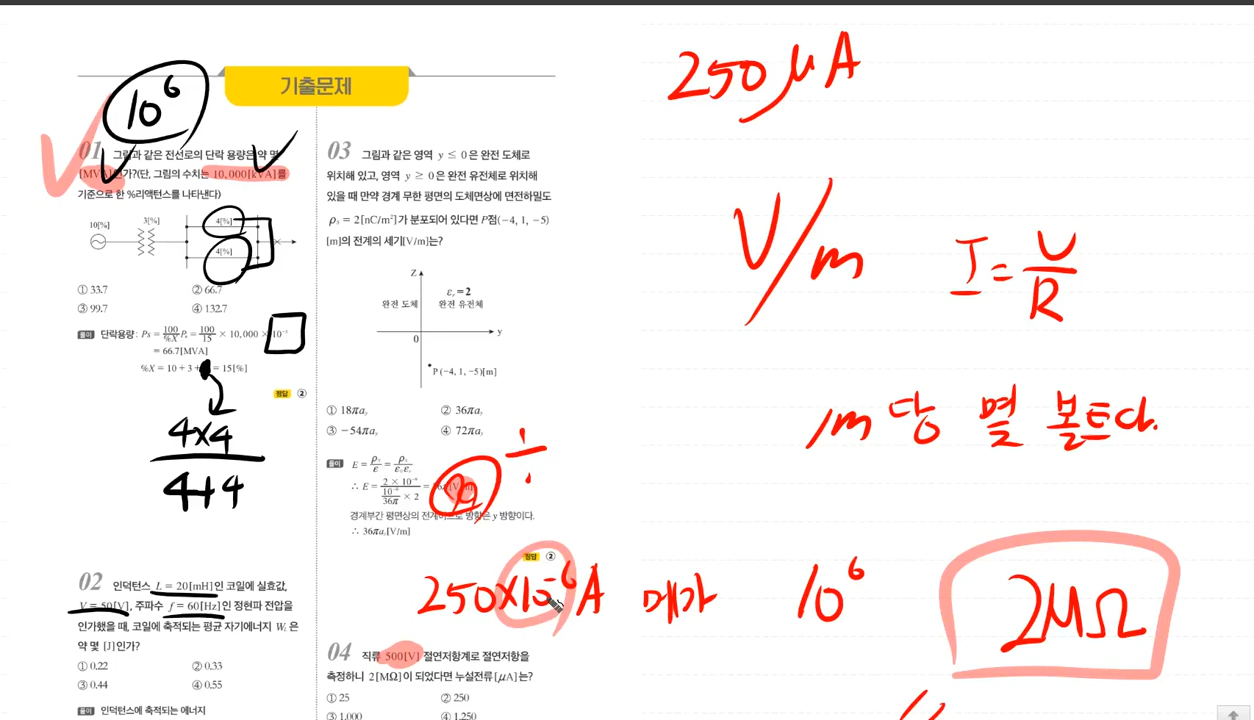 기출문제
10⁶
01 그림과 같은 전선로의 단락 용량은 약 몇
[MVA]인가?(단, 그림의 수치는 10,000[kVA]를
기준으로 한 %리액턴스를 나타낸다)
10[%] 3[%] 4[%]
4[%]
① 33.7 ② 66.7
③ 99.7 ④ 132.7
풀이 단락용량: Ps = 100/%X Pₙ = 100/15 × 10,000 × 10⁻³
= 66.7[MVA]
%X = 10 + 3 + = 15[%]
정답 ②
4×4
4+4
02 인덕턴스 L = 20[mH]인 코일에 실효값,
V = 50[V], 주파수 f = 60[Hz]인 정현파 전압을
인가했을 때, 코일에 축적되는 평균 자기에너지 W는
약 몇 [J]인가?
① 0.22 ② 0.33
③ 0.44 ④ 0.55
풀이 인덕턴스에 축적되는 에너지
03 그림과 같은 영역 y ≤ 0은 완전 도체로
위치해 있고, 영역 y ≥ 0은 완전 유전체로 위치해
있을 때 만약 경계 무한 평면의 도체면상에 면전하밀도
ρₛ = 2[nC/m²]가 분포되어 있다면 P점(−4, 1, −5)
[m]의 전계의 세기[V/m]는?
Z
εᵣ = 2
완전 도체 완전 유전체
0 y
P (−4, 1, −5)[m]
① 18πaᵧ ② 36πaᵧ
③ −54πaᵧ ④ 72πaᵧ
풀이 E = ρₛ/ε = ρₛ/ε₀εᵣ
경계부간 평면상의 전계이므로 방향은 y 방향이다.
∴ 36πaᵧ[V/m]
정답 ②
÷
250×10⁻⁶A
04 직류 500[V] 절연저항계로 절연저항을
측정하니 2[MΩ]이 되었다면 누설전류[μA]는?
① 25 ② 250
③ 1,000 ④ 1,250
250μA
V/m I = V/R
1m 당 몇 볼트다.
메가 10⁶ 2MΩ